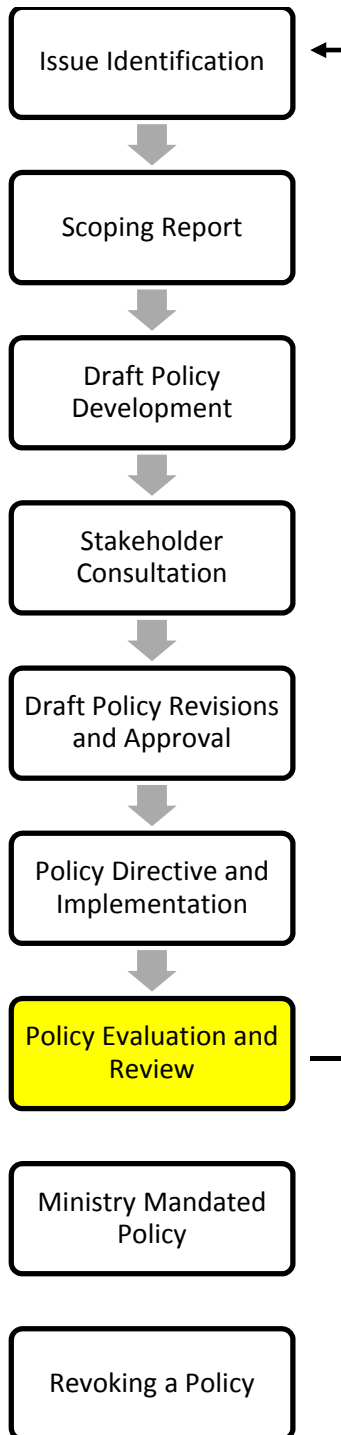 Issue Identification
Scoping Report
Draft Policy
Development
Stakeholder
Consultation
Draft Policy Revisions
and Approval
Policy Directive and
Implementation
Policy Evaluation and
Review
Ministry Mandated
Policy
Revoking a Policy